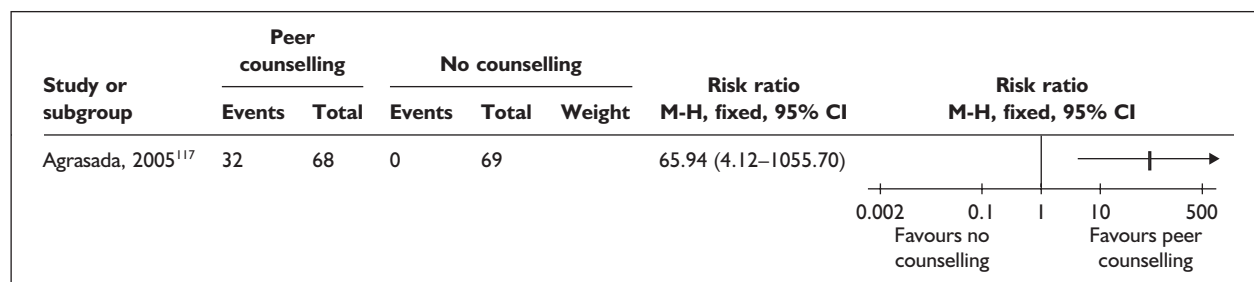 Peer
counselling No counselling
Study or subgroup Events Total Events Total Weight Risk ratio M-H, fixed, 95% CI Risk ratio M-H, fixed, 95% CI
Agrasada, 2005117 32 68 0 69 65.94 (4.12–1055.70)
0.002 0.1 1 10 500
Favours no counselling Favours peer counselling